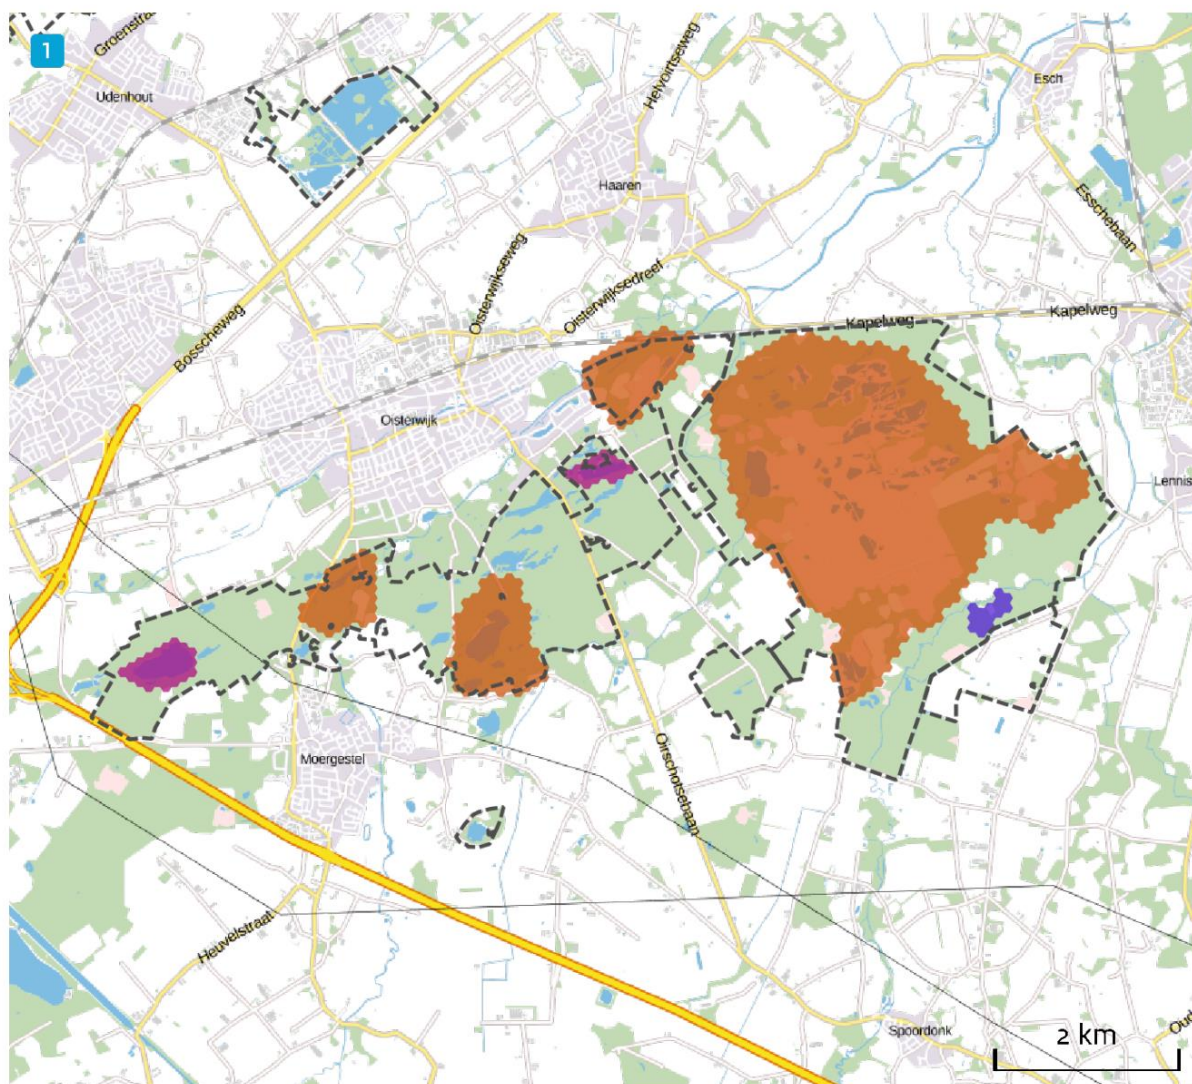 1
Groenstra
Udenhout
Helvoirtseweg
Esch
Haaren
Esschebaan
Oisterwijkseweg
Oisterwijksedreef
Bosscheweg
Kapelweg
Kapelweg
Oisterwijk
Lennis
Oirschotsebaan
Moergestel
Heuvelstraat
Spoordonk
Oud
2 km